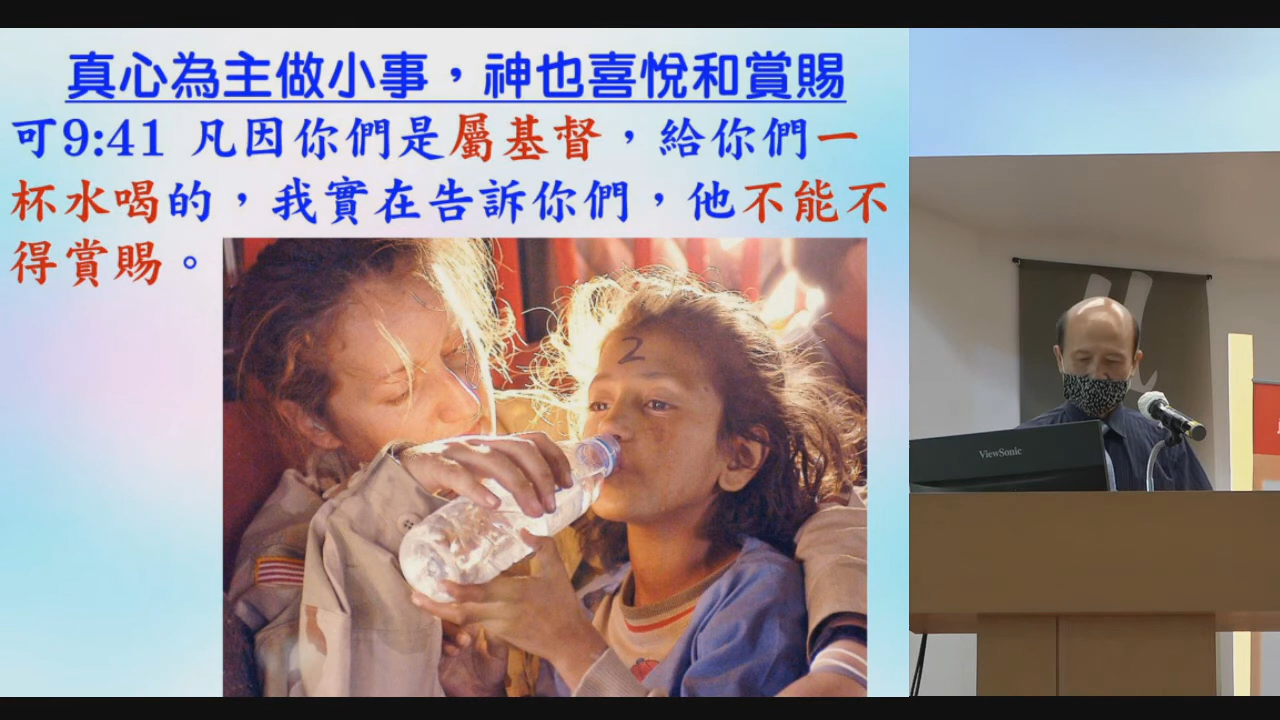 真心為主做小事，神也喜悅和賞賜
可9:41 凡因你們是屬基督，給你們一
杯水喝的，我實在告訴你們，他不能不
得賞賜。
2
ViewSonic